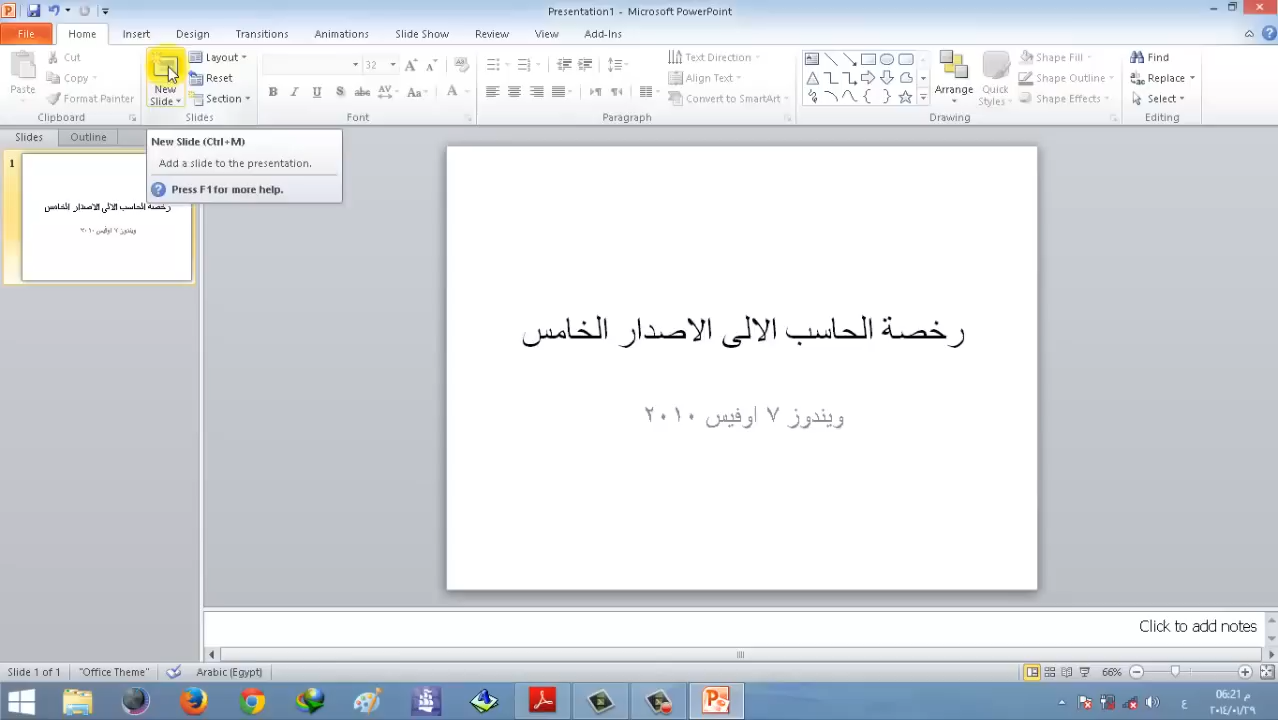 Presentation1 - Microsoft PowerPoint
File Home Insert Design Transitions Animations Slide Show Review View Add-Ins
Paste
Cut
Copy
Format Painter
Clipboard
New Slide
Layout
Reset
Section
Slides
32
Font
Text Direction
Align Text
Convert to SmartArt
Paragraph
Arrange
Quick Styles
Shape Fill
Shape Outline
Shape Effects
Drawing
Find
Replace
Select
Editing
Slides Outline
New Slide (Ctrl+M)
Add a slide to the presentation.
Press F1 for more help.
1
رخصة الحاسب الالى الاصدار الخامس
ويندوز ٧ اوفيس ٢٠١٠
رخصة الحاسب الالى الاصدار الخامس
ويندوز ٧ اوفيس ٢٠١٠
Click to add notes
Slide 1 of 1 "Office Theme" Arabic (Egypt) 66%
ع
06:21 م
٢٠١٤/٠١/٢٩